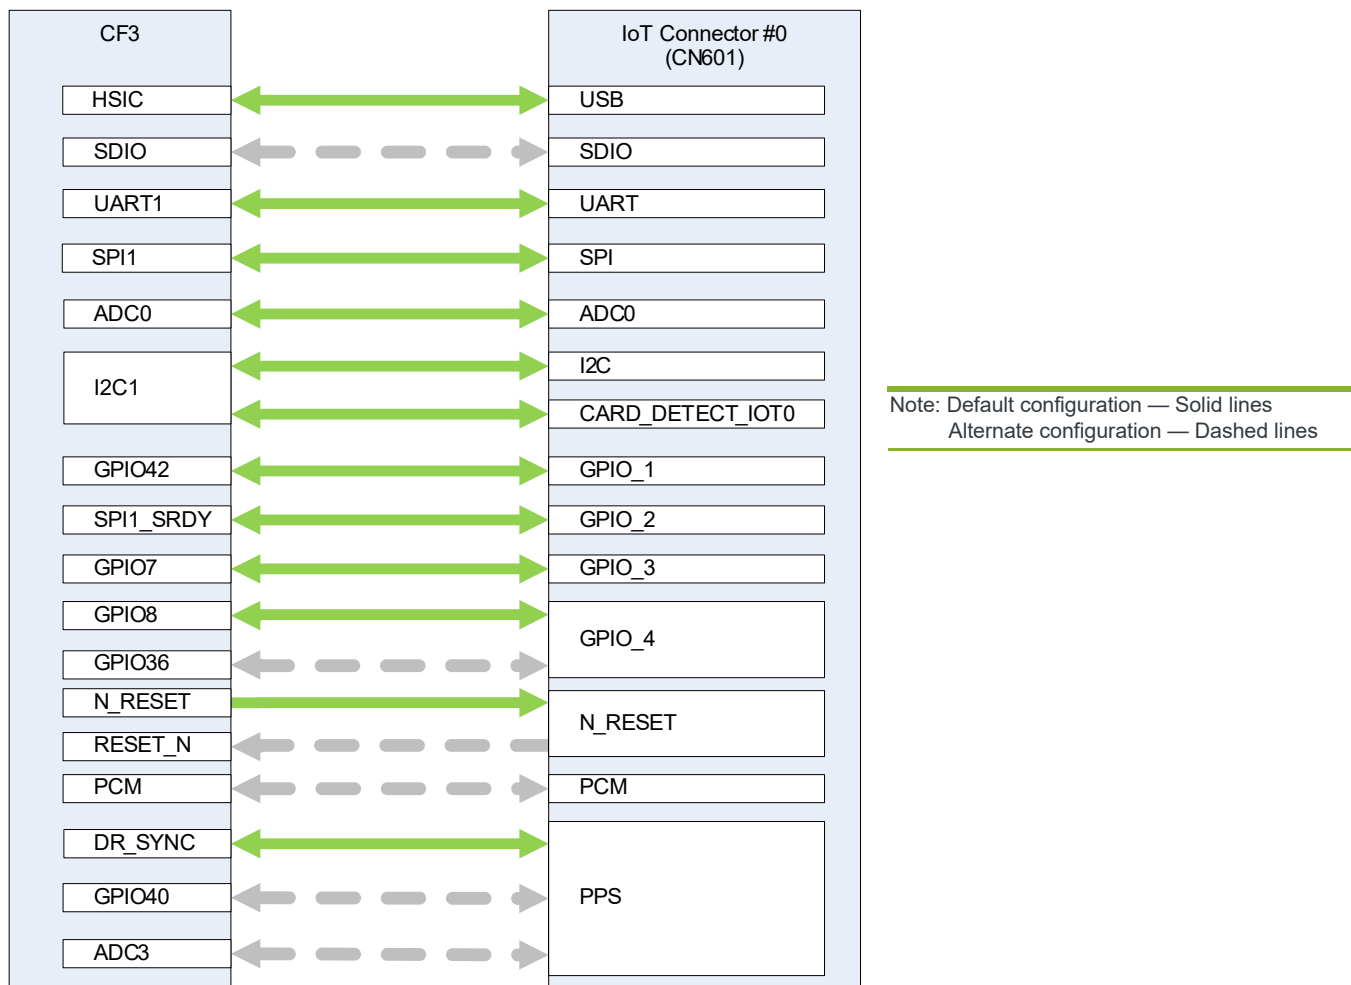 CF3
IoT Connector #0
(CN601)
HSIC
USB
SDIO
SDIO
UART1
UART
SPI1
SPI
ADC0
ADC0
I2C1
I2C
CARD_DETECT_IOT0
Note: Default configuration — Solid lines
Alternate configuration — Dashed lines
GPIO42
GPIO_1
SPI1_SRDY
GPIO_2
GPIO7
GPIO_3
GPIO8
GPIO_4
GPIO36
N_RESET
N_RESET
RESET_N
PCM
PCM
DR_SYNC
GPIO40
PPS
ADC3